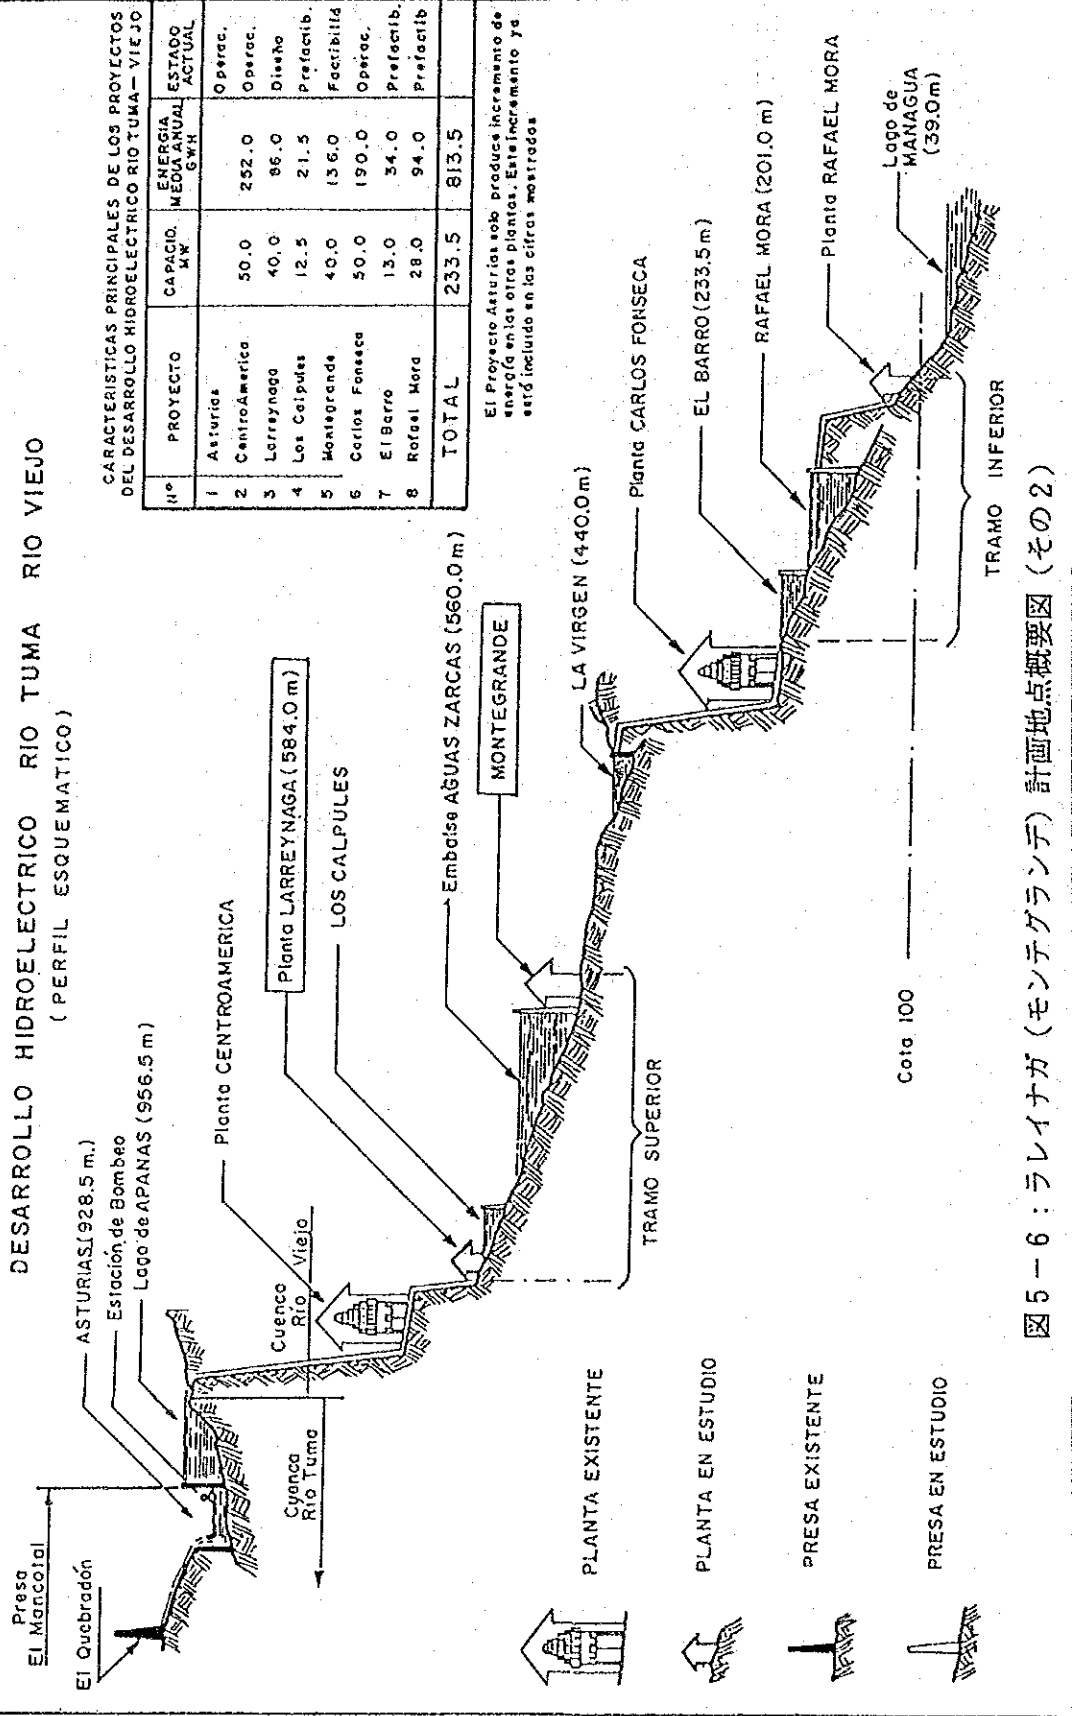 DESARROLLO HIDROELECTRICO RIO TUMA RIO VIEJO
(PERFIL ESQUEMATICO)
CARACTERISTICAS PRINCIPALES DE LOS PROYECTOS
DEL DESARROLLO HIDROELECTRICO RIO TUMA-VIEJO
Nº PROYECTO CAPACID. MW ENERGIA MEDIA ANUAL GWH ESTADO ACTUAL
1 Asturias Operac.
2 CentroAmerica 50.0 252.0 Operac.
3 Larreynaga 40.0 86.0 Diseño
4 Los Calpules 12.5 21.5 Prefactib.
5 Montegrande 40.0 136.0 Factibilid
6 Carlos Fonseca 50.0 190.0 Operac.
7 El Barro 13.0 34.0 Prefactib.
8 Rafael Mora 28.0 94.0 Prefactib
TOTAL 233.5 813.5
El Proyecto Asturias solo produce incremento de
energía en las otras plantas. Este incremento ya
está incluido en las cifras mostradas
Presa
El Mancotal
El Quebradón
ASTURIAS(928.5 m.)
Estación de Bombeo
Lago de APANAS (956.5 m)
Planta CENTROAMERICA
Cuenca
Río Viejo
Cuenca
Río Tuma
Planta LARREYNAGA(584.0 m)
LOS CALPULES
Embalse AGUAS ZARCAS (560.0m)
MONTEGRANDE
LA VIRGEN (440.0m)
Planta CARLOS FONSECA
EL BARRO(233.5m)
RAFAEL MORA (201.0 m)
Planta RAFAEL MORA
Lago de
MANAGUA
(39.0m)
TRAMO SUPERIOR
TRAMO INFERIOR
Cota 100
PLANTA EXISTENTE
PLANTA EN ESTUDIO
PRESA EXISTENTE
PRESA EN ESTUDIO
図5-6:ラレイナガ(モンテグランデ)計画地点概要図(その2)